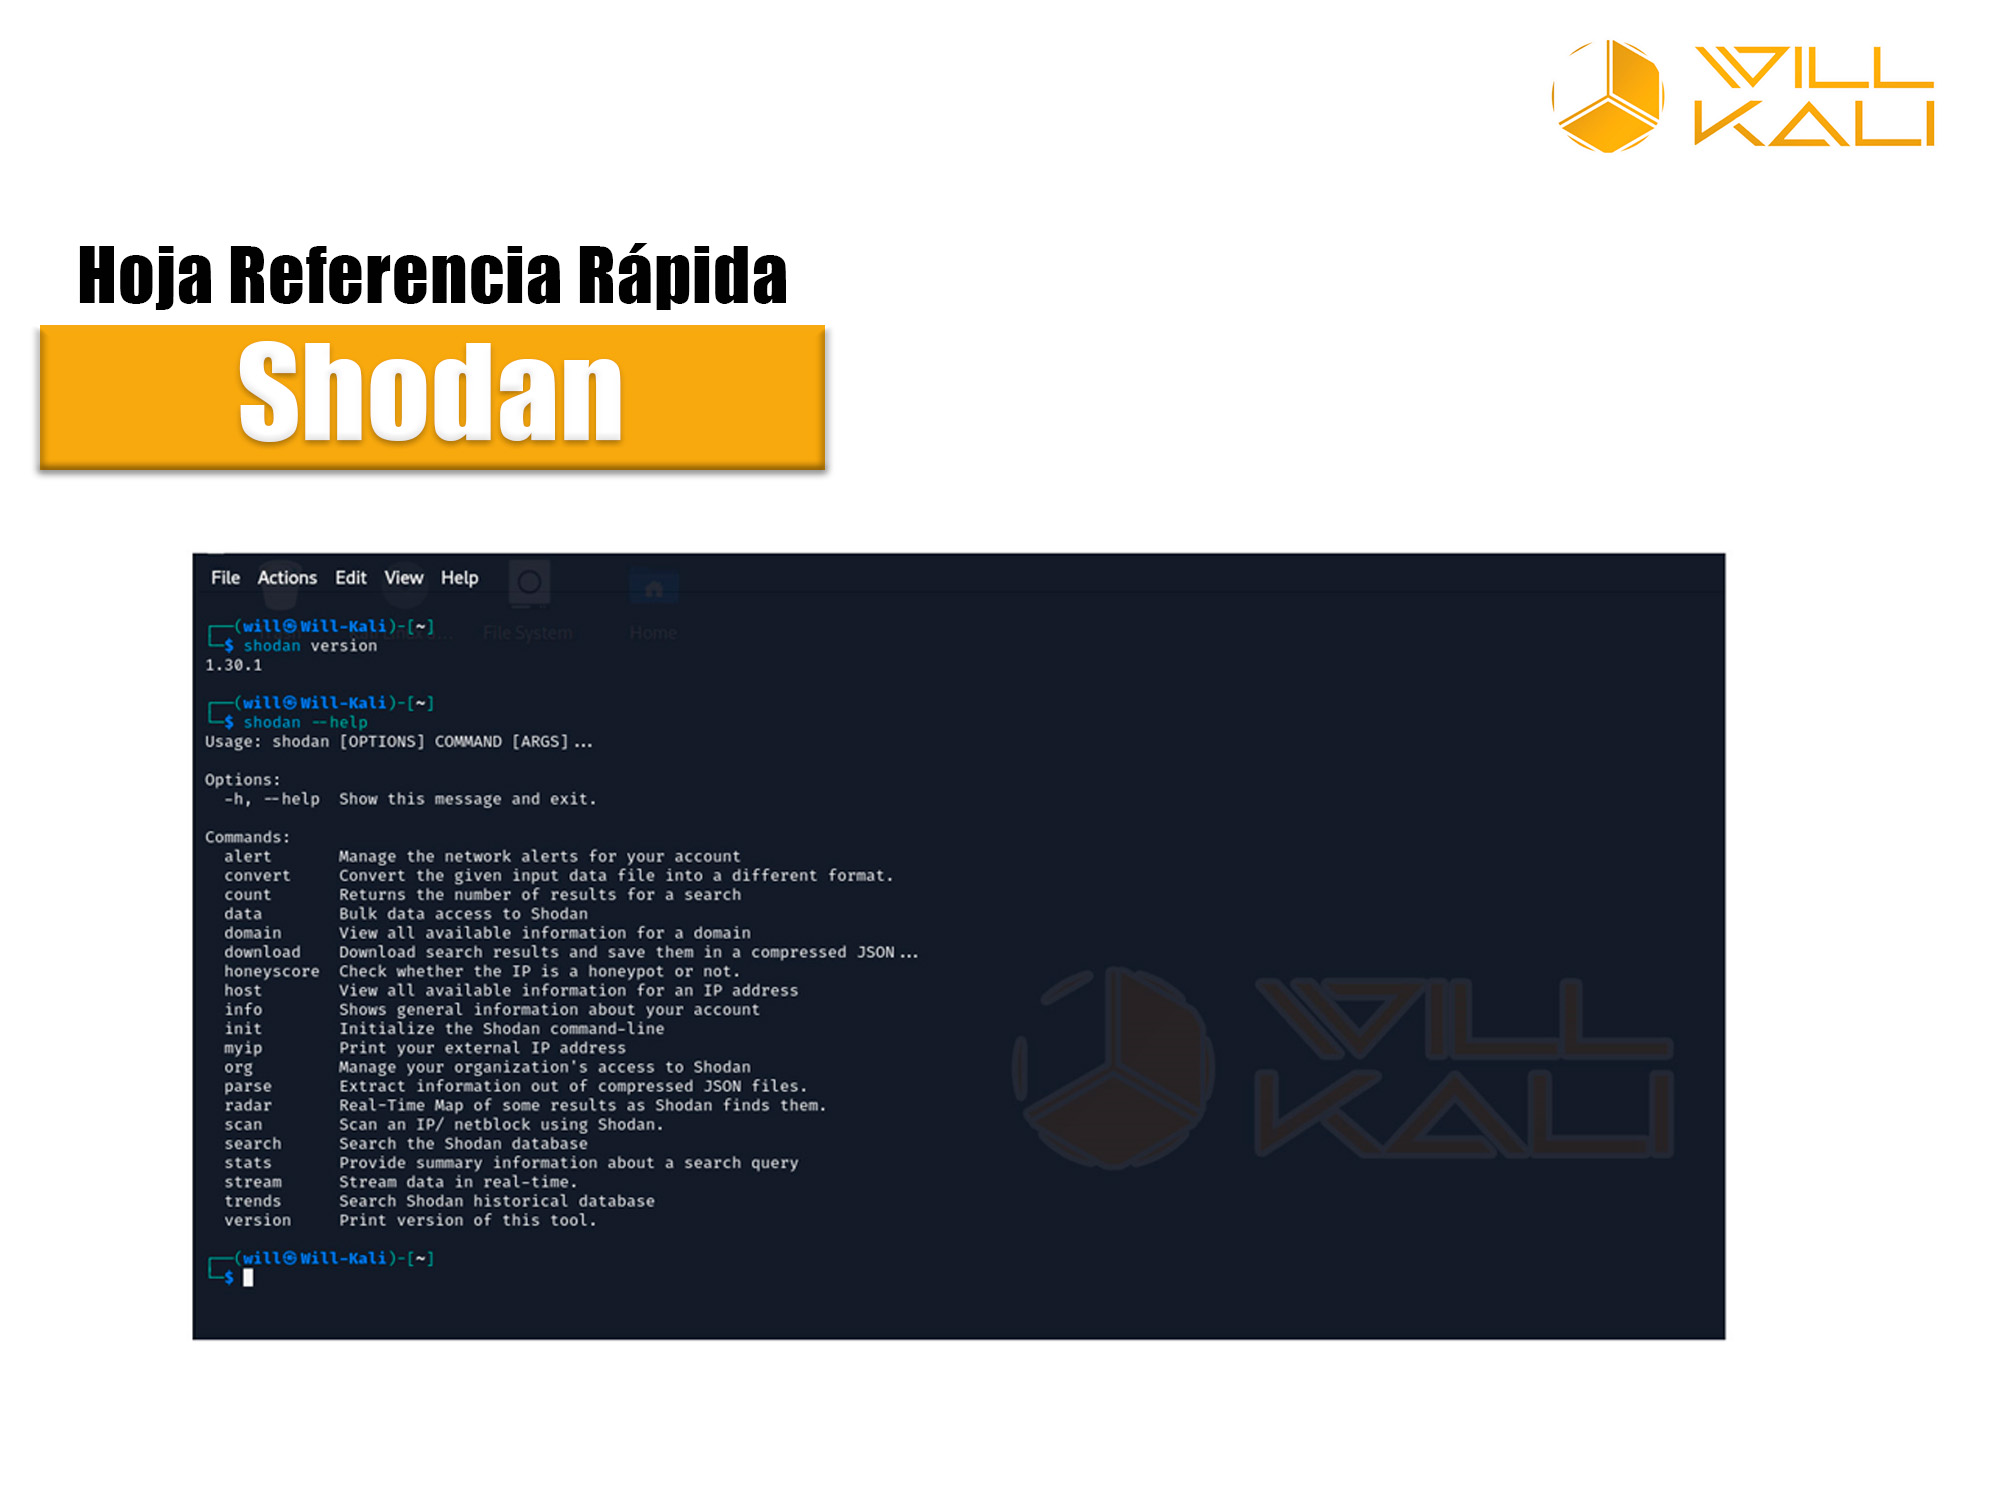 WILL
KALI
Hoja Referencia Rápida
Shodan
File Actions Edit View Help
File System Home
┌──(will㉿Will-Kali)-[~]
└─$ shodan version
1.30.1
┌──(will㉿Will-Kali)-[~]
└─$ shodan --help
Usage: shodan [OPTIONS] COMMAND [ARGS]...
Options:
-h, --help Show this message and exit.
Commands:
alert Manage the network alerts for your account
convert Convert the given input data file into a different format.
count Returns the number of results for a search
data Bulk data access to Shodan
domain View all available information for a domain
download Download search results and save them in a compressed JSON...
honeyscore Check whether the IP is a honeypot or not.
host View all available information for an IP address
info Shows general information about your account
init Initialize the Shodan command-line
myip Print your external IP address
org Manage your organization's access to Shodan
parse Extract information out of compressed JSON files.
radar Real-Time Map of some results as Shodan finds them.
scan Scan an IP/ netblock using Shodan.
search Search the Shodan database
stats Provide summary information about a search query
stream Stream data in real-time.
trends Search Shodan historical database
version Print version of this tool.
┌──(will㉿Will-Kali)-[~]
└─$
WILL
KALI